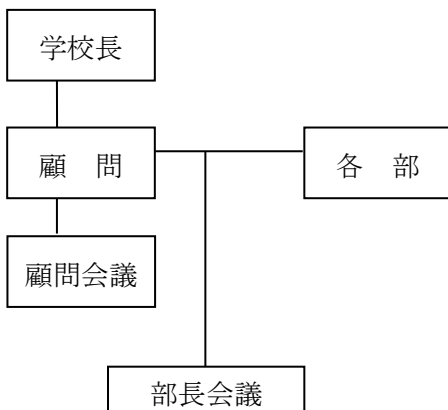 学校長
顧　問
各　部
顧問会議
部長会議